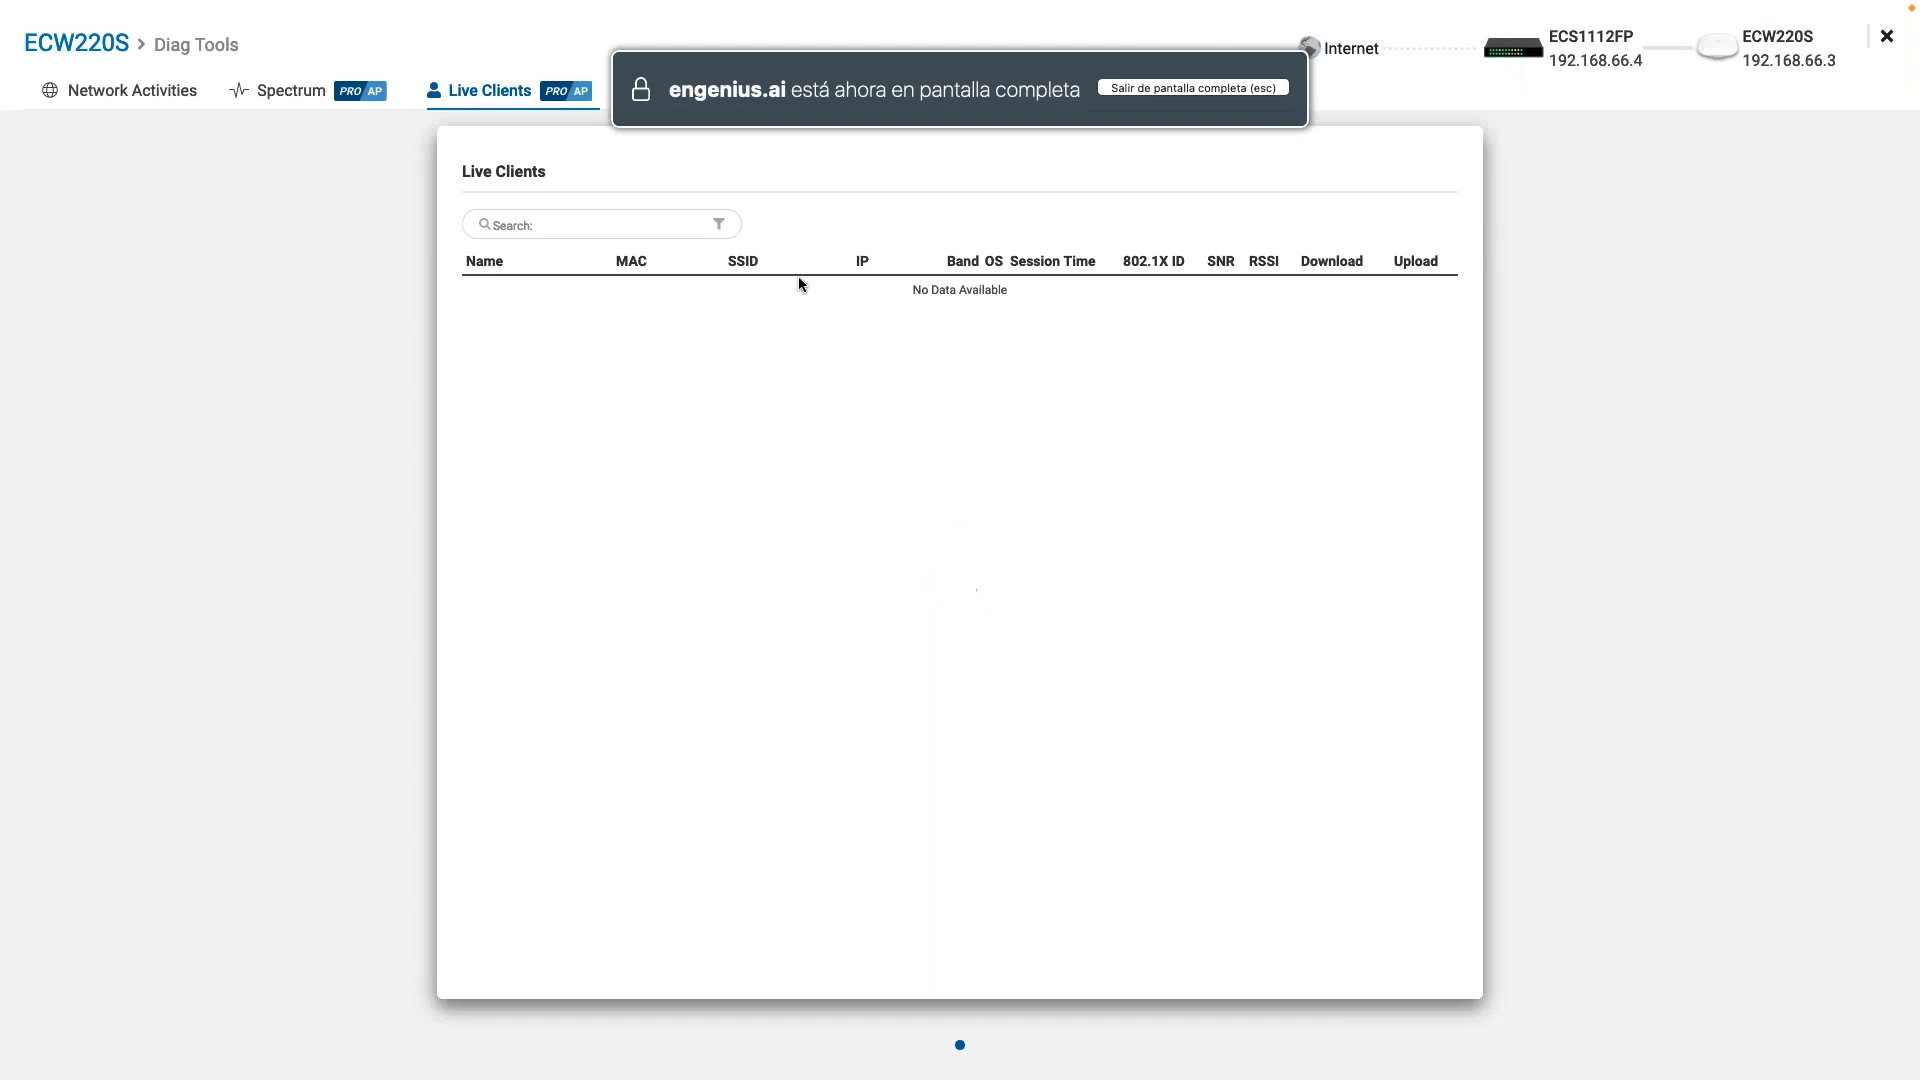 ECW220S > Diag Tools
Internet
ECS1112FP
192.168.66.4
ECW220S
192.168.66.3
Network Activities
Spectrum PRO AP
Live Clients PRO AP
engenius.ai está ahora en pantalla completa
Salir de pantalla completa (esc)
Live Clients
Search:
Name MAC SSID IP Band OS Session Time 802.1X ID SNR RSSI Download Upload
No Data Available